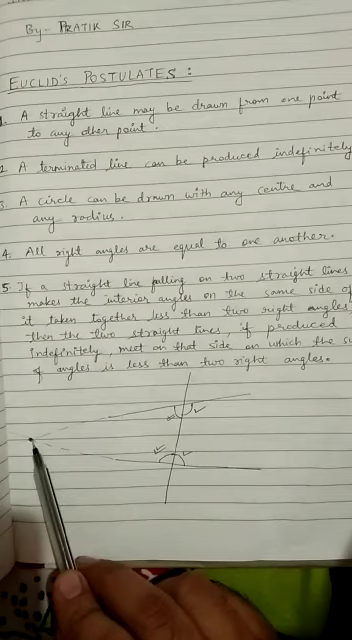 By- PRATIK SIR
EUCLID'S POSTULATES :
1. A straight line may be drawn from one point
to any other point.
2 A terminated line can be produced indefinitely
3 A circle can be drawn with any centre and
any radius.
4. All right angles are equal to one another.
5 If a straight line falling on two straight lines
makes the interior angles on the same side of
it taken together less than two right angles
then the two straight lines, if produced
indefinitely, meet on that side on which the
of angles is less than two right angles.